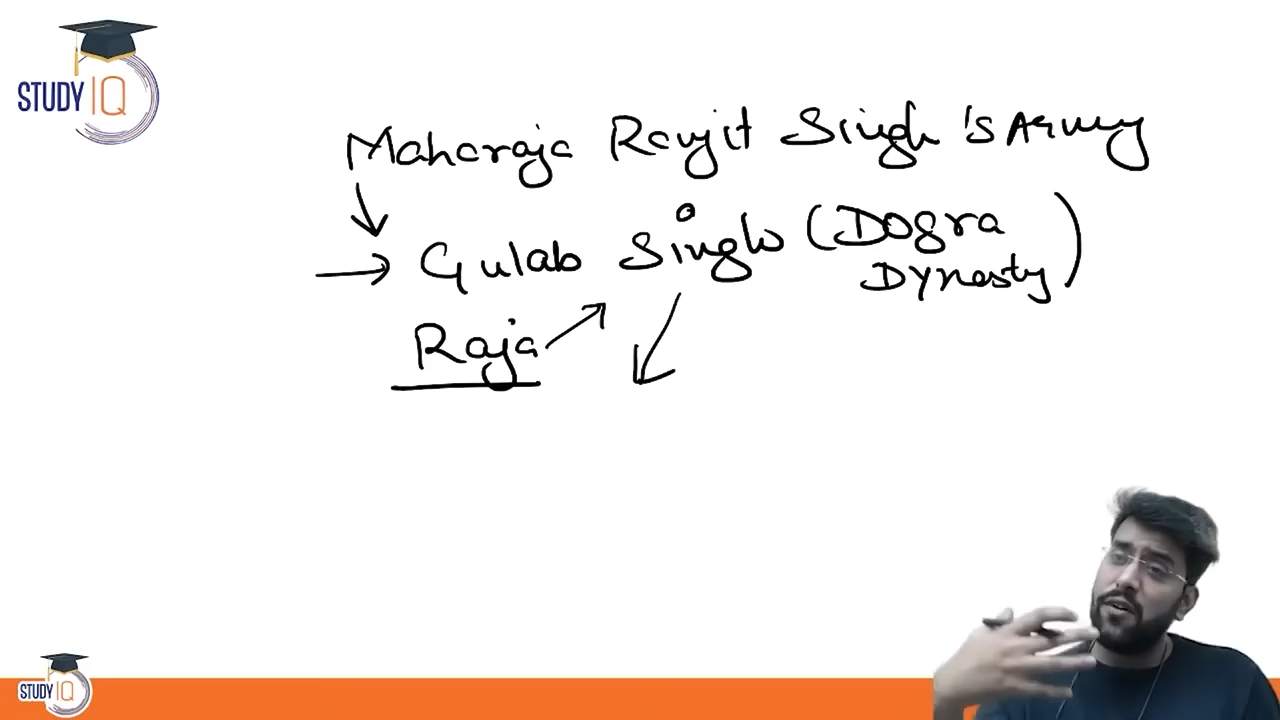 STUDY IQ
Maharaja Ranjit Singh 's Army
Gulab Singh (Dogra
Dynasty)
Raja
STUDY IQ